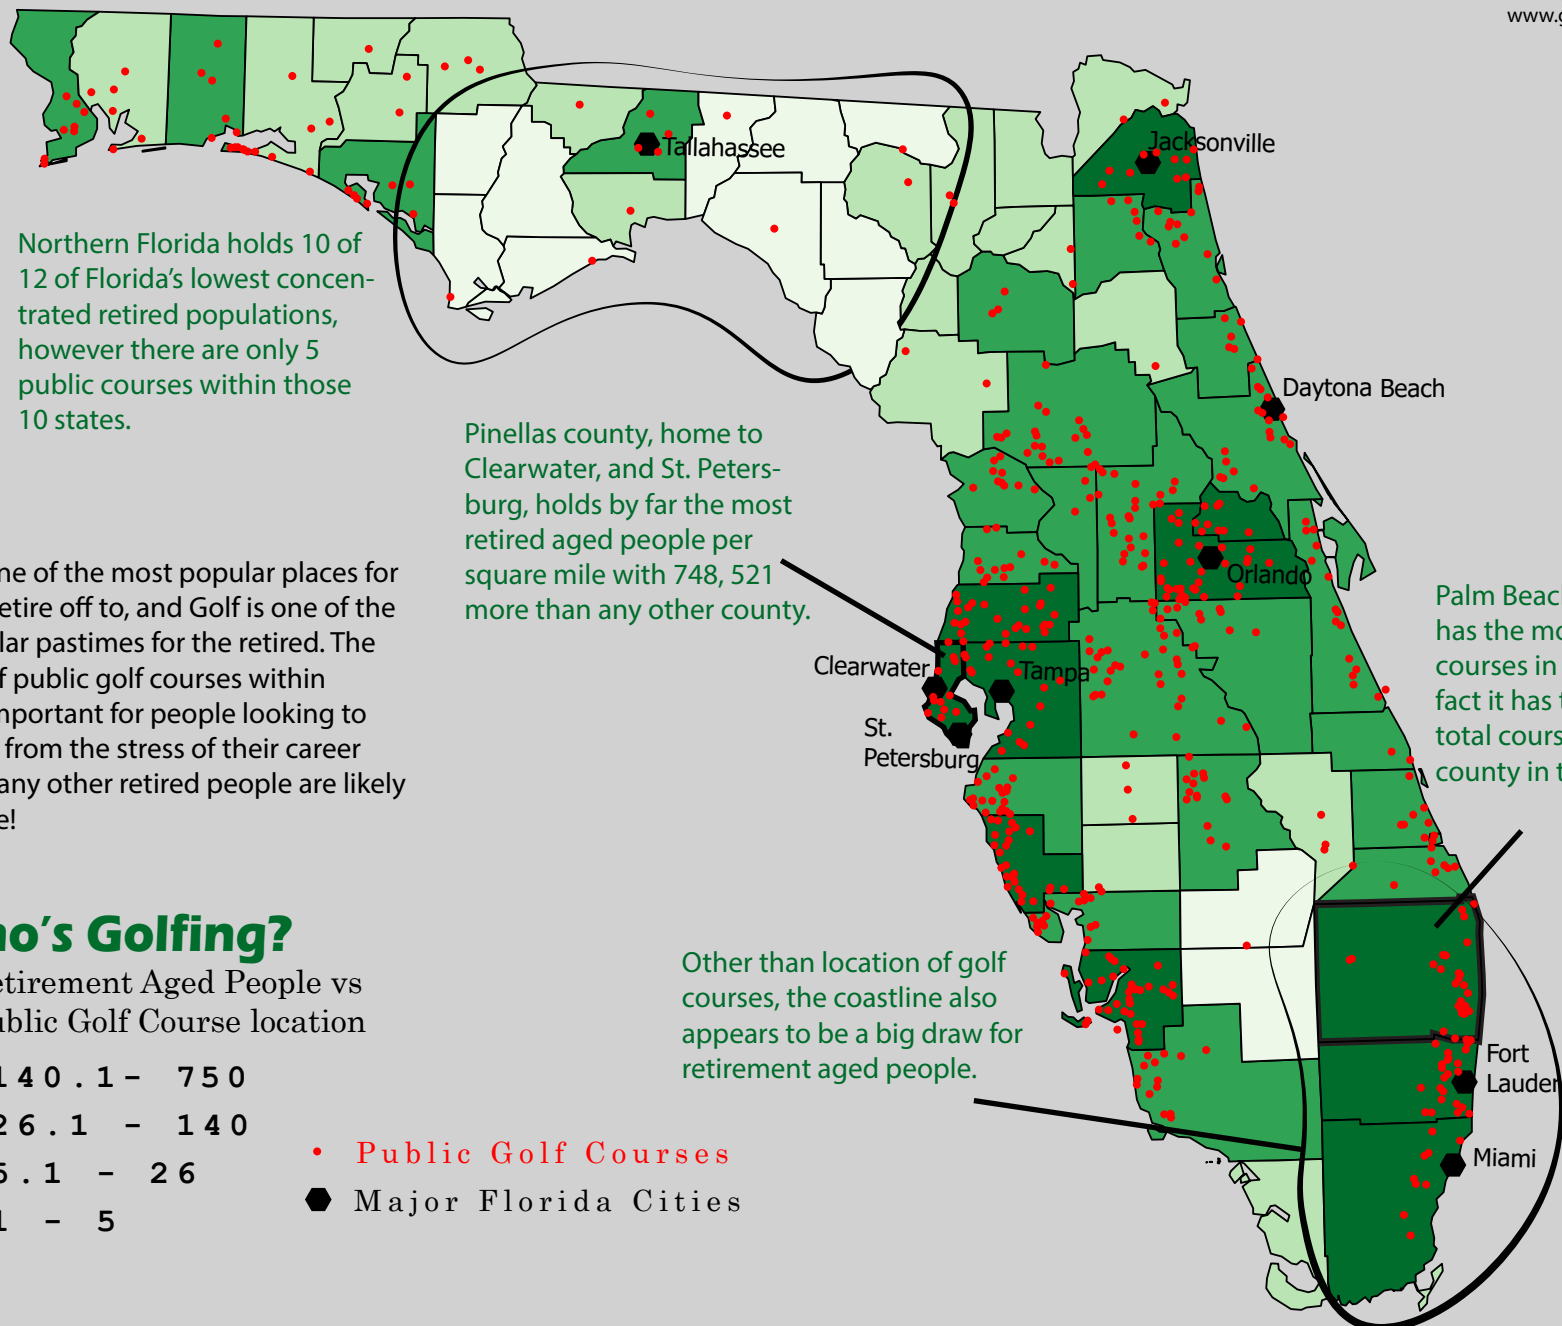 www.g
Jacksonville
Tallahassee
Northern Florida holds 10 of
12 of Florida's lowest concen-
trated retired populations,
however there are only 5
public courses within those
10 states.
Daytona Beach
Pinellas county, home to
Clearwater, and St. Peters-
burg, holds by far the most
retired aged people per
square mile with 748, 521
more than any other county.
ne of the most popular places for
etire off to, and Golf is one of the
lar pastimes for the retired. The
f public golf courses within
mportant for people looking to
from the stress of their career
any other retired people are likely
e!
Orlando
Palm Beac
has the mo
courses in
fact it has t
total cours
county in t
Clearwater
Tampa
St.
Petersburg
ho's Golfing?
etirement Aged People vs
ublic Golf Course location
140.1- 750
26.1 - 140
5.1 - 26
1 - 5
Public Golf Courses
Major Florida Cities
Other than location of golf
courses, the coastline also
appears to be a big draw for
retirement aged people.
Fort
Lauder
Miami